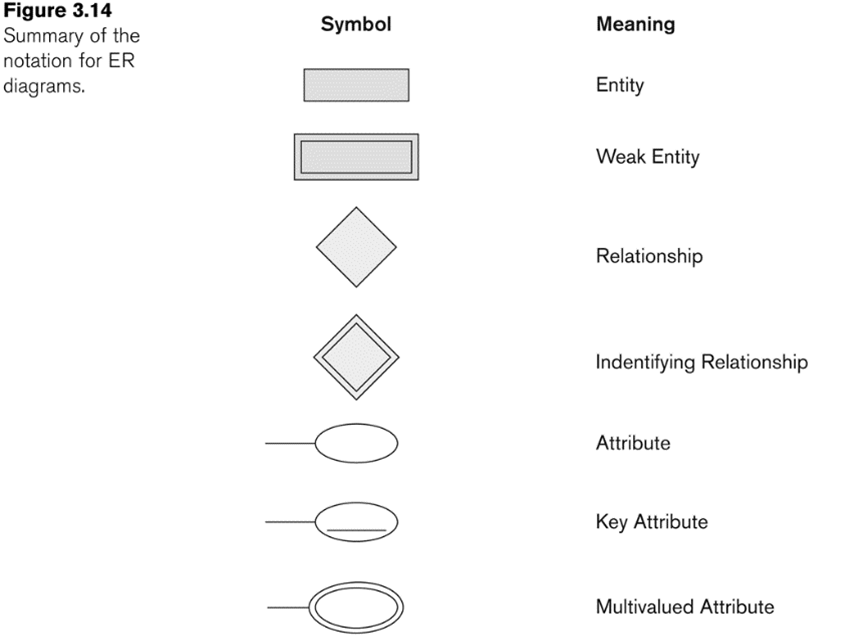 Figure 3.14
Summary of the
notation for ER
diagrams.
Symbol
Meaning
Entity
Weak Entity
Relationship
Indentifying Relationship
Attribute
Key Attribute
Multivalued Attribute